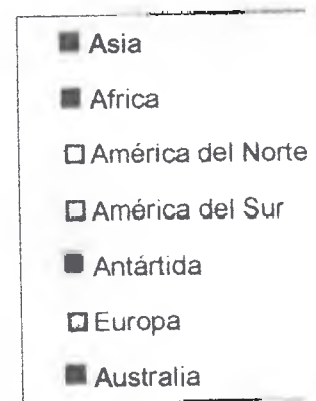 Asia
Africa
América del Norte
América del Sur
Antártida
Europa
Australia